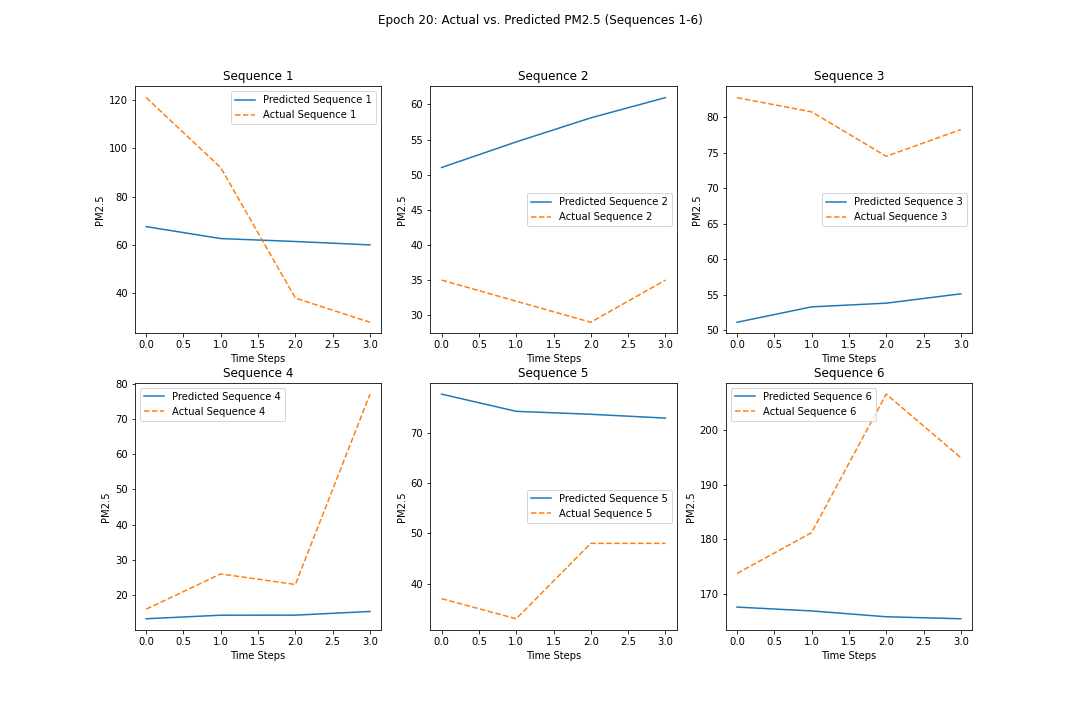 Epoch 20: Actual vs. Predicted PM2.5 (Sequences 1-6)
Sequence 1
120
100
80
60
40
PM2.5
Predicted Sequence 1
Actual Sequence 1
0.0 0.5 1.0 1.5 2.0 2.5 3.0
Time Steps
Sequence 2
60
55
50
45
40
35
30
PM2.5
Predicted Sequence 2
Actual Sequence 2
0.0 0.5 1.0 1.5 2.0 2.5 3.0
Time Steps
Sequence 3
80
75
70
65
60
55
50
PM2.5
Predicted Sequence 3
Actual Sequence 3
0.0 0.5 1.0 1.5 2.0 2.5 3.0
Time Steps
Sequence 4
80
70
60
50
40
30
20
PM2.5
Predicted Sequence 4
Actual Sequence 4
0.0 0.5 1.0 1.5 2.0 2.5 3.0
Time Steps
Sequence 5
70
60
50
40
PM2.5
Predicted Sequence 5
Actual Sequence 5
0.0 0.5 1.0 1.5 2.0 2.5 3.0
Time Steps
Sequence 6
200
190
180
170
PM2.5
Predicted Sequence 6
Actual Sequence 6
0.0 0.5 1.0 1.5 2.0 2.5 3.0
Time Steps